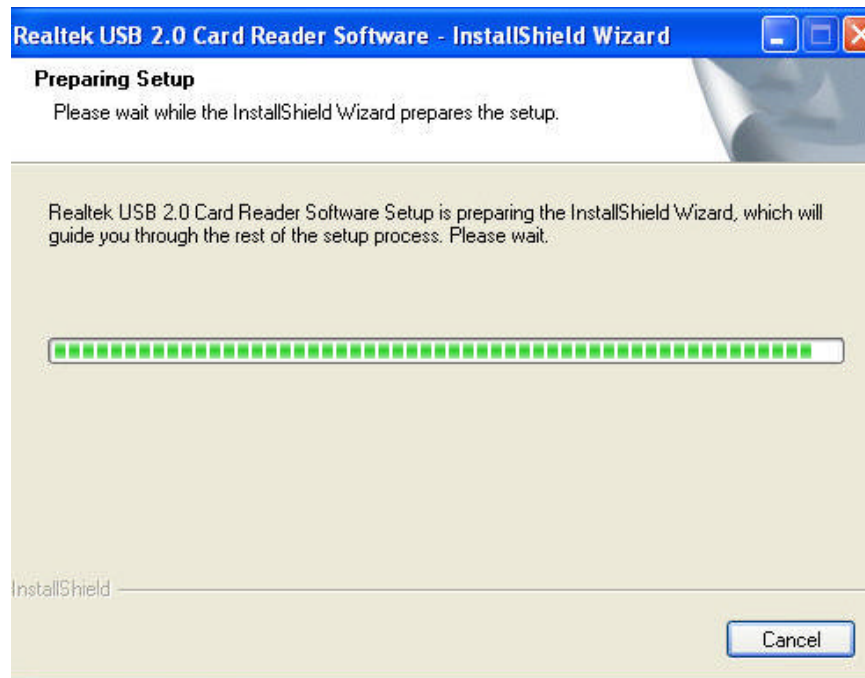 Realtek USB 2.0 Card Reader Software - InstallShield Wizard
Preparing Setup
Please wait while the InstallShield Wizard prepares the setup.
Realtek USB 2.0 Card Reader Software Setup is preparing the InstallShield Wizard, which will
guide you through the rest of the setup process. Please wait.
InstallShield
Cancel